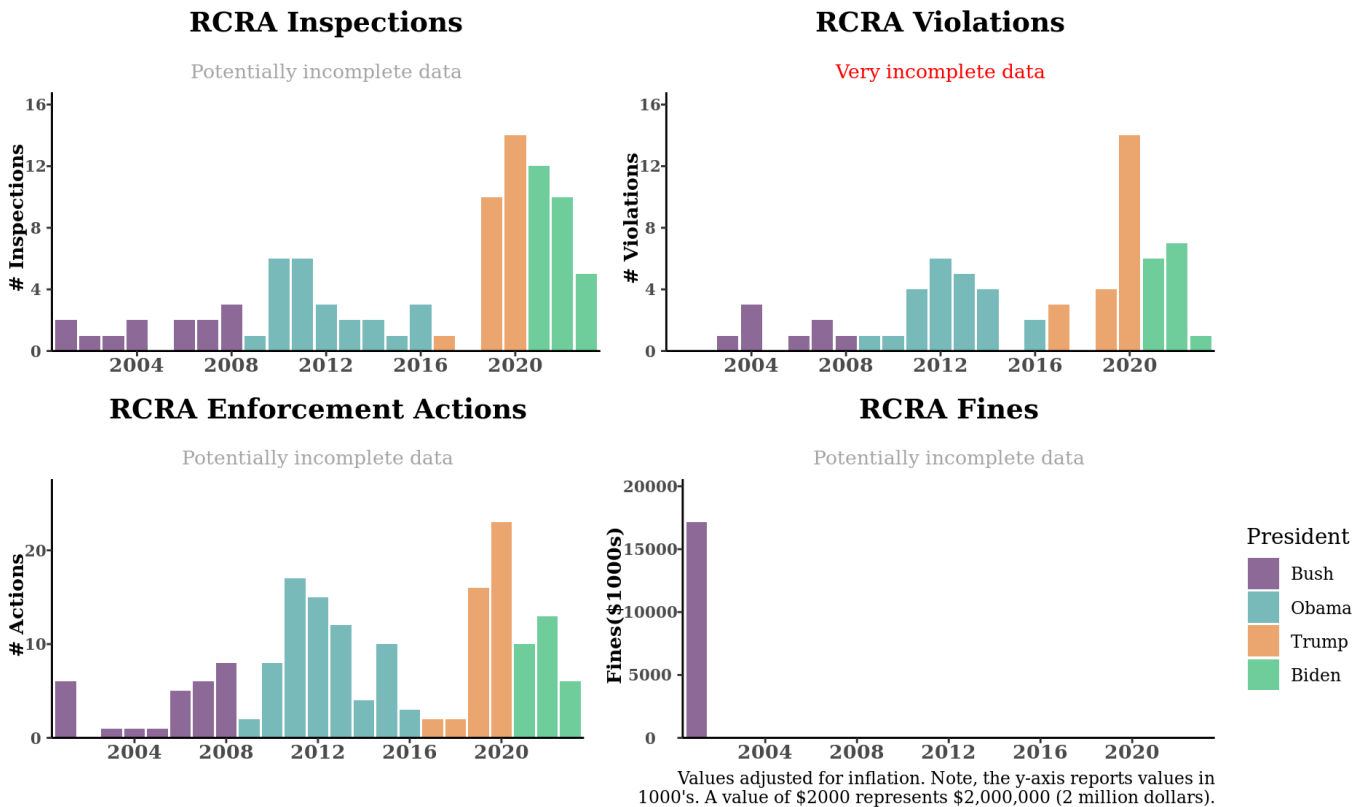 RCRA Inspections
Potentially incomplete data
# Inspections
16
12
8
4
0
2004
2008
2012
2016
2020
RCRA Violations
Very incomplete data
# Violations
16
12
8
4
0
2004
2008
2012
2016
2020
RCRA Enforcement Actions
Potentially incomplete data
# Actions
20
10
0
2004
2008
2012
2016
2020
RCRA Fines
Potentially incomplete data
Fines($1000s)
20000
15000
10000
5000
0
2004
2008
2012
2016
2020
President
Bush
Obama
Trump
Biden
Values adjusted for inflation. Note, the y-axis reports values in
1000's. A value of $2000 represents $2,000,000 (2 million dollars).